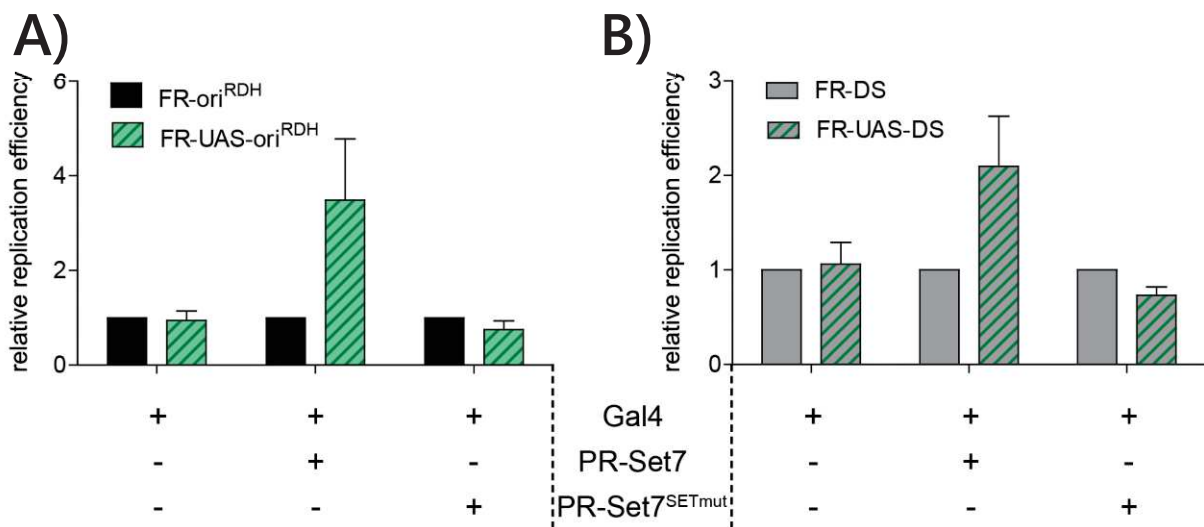 A)
B)
relative replication efficiency
6
4
2
0
FR-ori^RDH
FR-UAS-ori^RDH
relative replication efficiency
3
2
1
0
FR-DS
FR-UAS-DS
+ + + Gal4 + + +
- + - PR-Set7 - + -
- - + PR-Set7^SETmut - - +